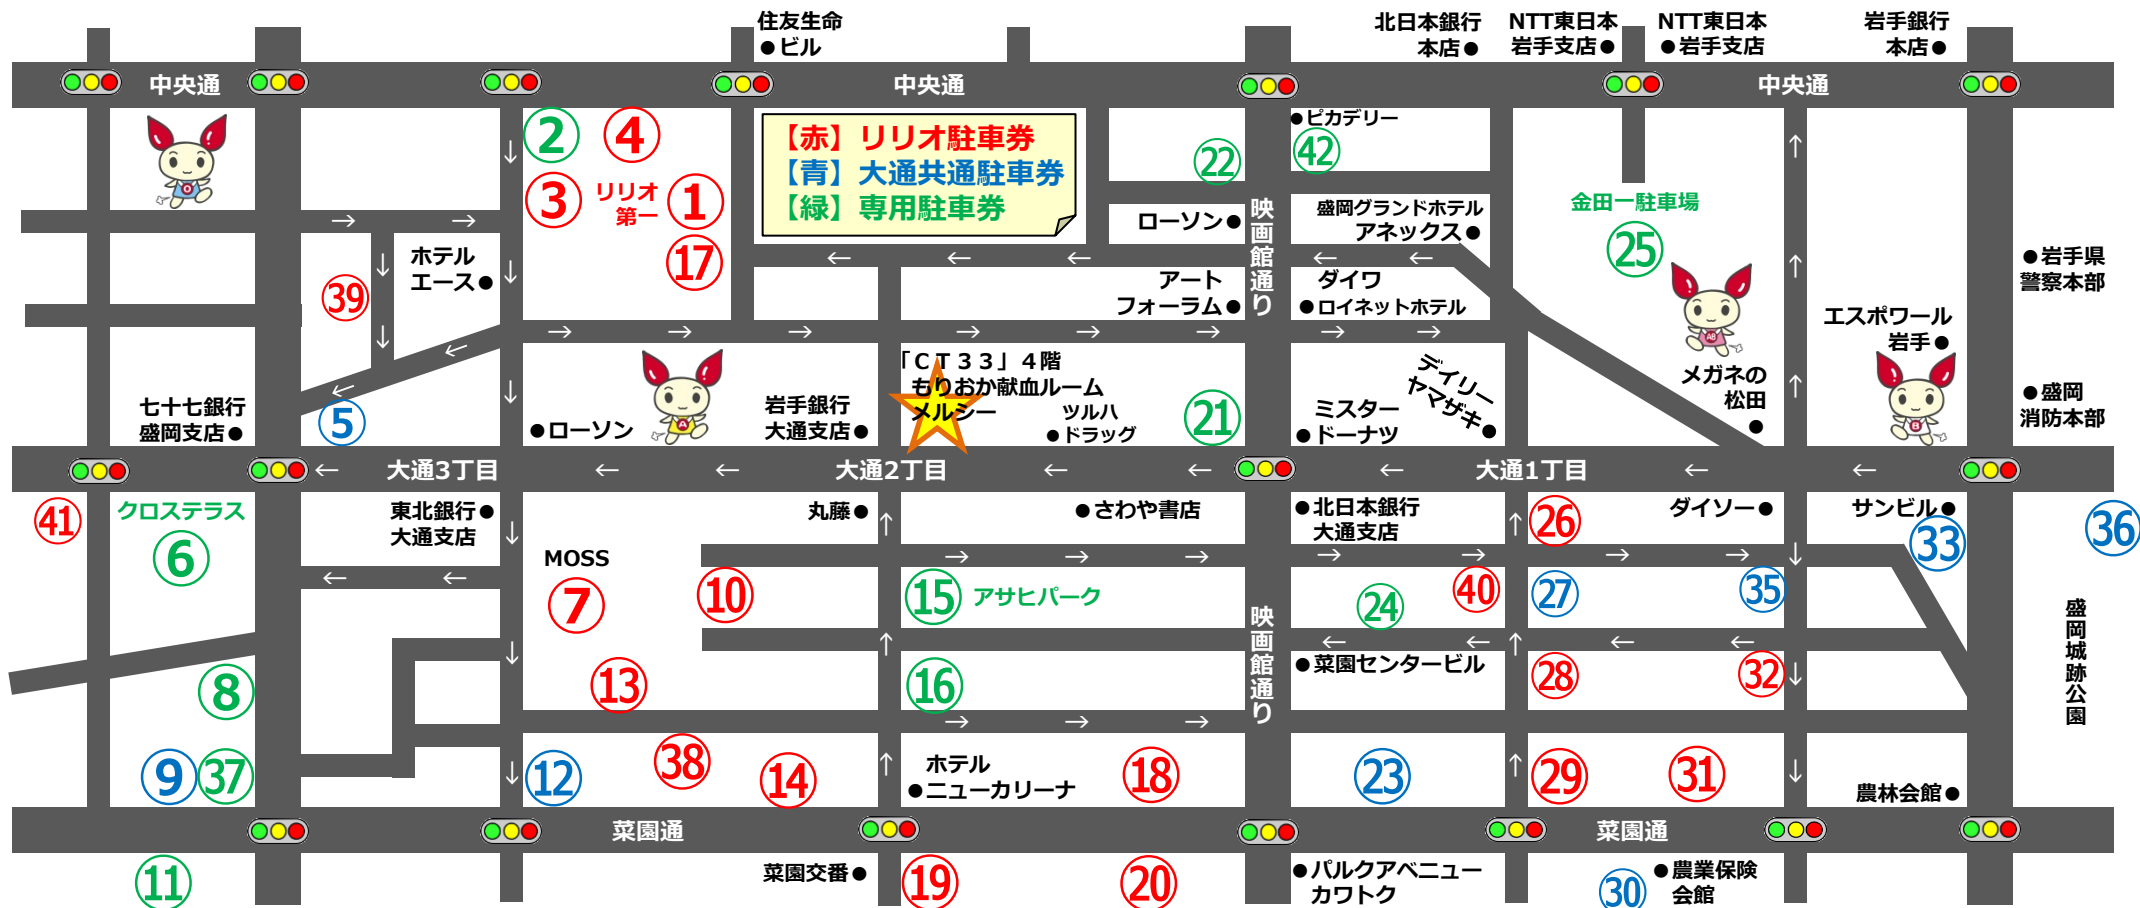 住友生命
●ビル
北日本銀行
本店●
NTT東日本
岩手支店●
NTT東日本
●岩手支店
岩手銀行
本店●
中央通
中央通
中央通
②
④
【赤】リリオ駐車券
【青】大通共通駐車券
【緑】専用駐車券
●ピカデリー
㊷
㉒
③
リリオ
第一
①
⑰
ローソン●
盛岡グランドホテル
アネックス●
金田一駐車場
㉕
映画館通り
ホテル
エース●
㊴
アート
フォーラム●
ダイワ
●ロイネットホテル
●岩手県
警察本部
エスポワール
岩手●
「CT33」4階
もりおか献血ルーム
メルシー
ツルハ
●ドラッグ
㉑
デイリー
ヤマザキ●
メガネの
松田
●
●盛岡
消防本部
七十七銀行
盛岡支店●
⑤
●ローソン
岩手銀行
大通支店●
ミスター
●ドーナツ
O
A
AB
B
大通3丁目
大通2丁目
大通1丁目
㊶
クロステラス
⑥
東北銀行●
大通支店
丸藤●
●さわや書店
●北日本銀行
大通支店
㉖
ダイソー●
サンビル●
㉝
㊱
MOSS
⑦
⑩
⑮
アサヒパーク
㉔
㊵
㉗
㉟
映画館通り
盛岡城跡公園
⑧
⑬
⑯
●菜園センタービル
㉘
㉜
⑨
㊲
⑫
㊳
⑭
ホテル
●ニューカリーナ
⑱
㉓
㉙
㉛
農林会館●
菜園通
菜園通
⑪
菜園交番●
⑲
⑳
●パルクアベニュー
カワトク
㉚
●農業保険
会館